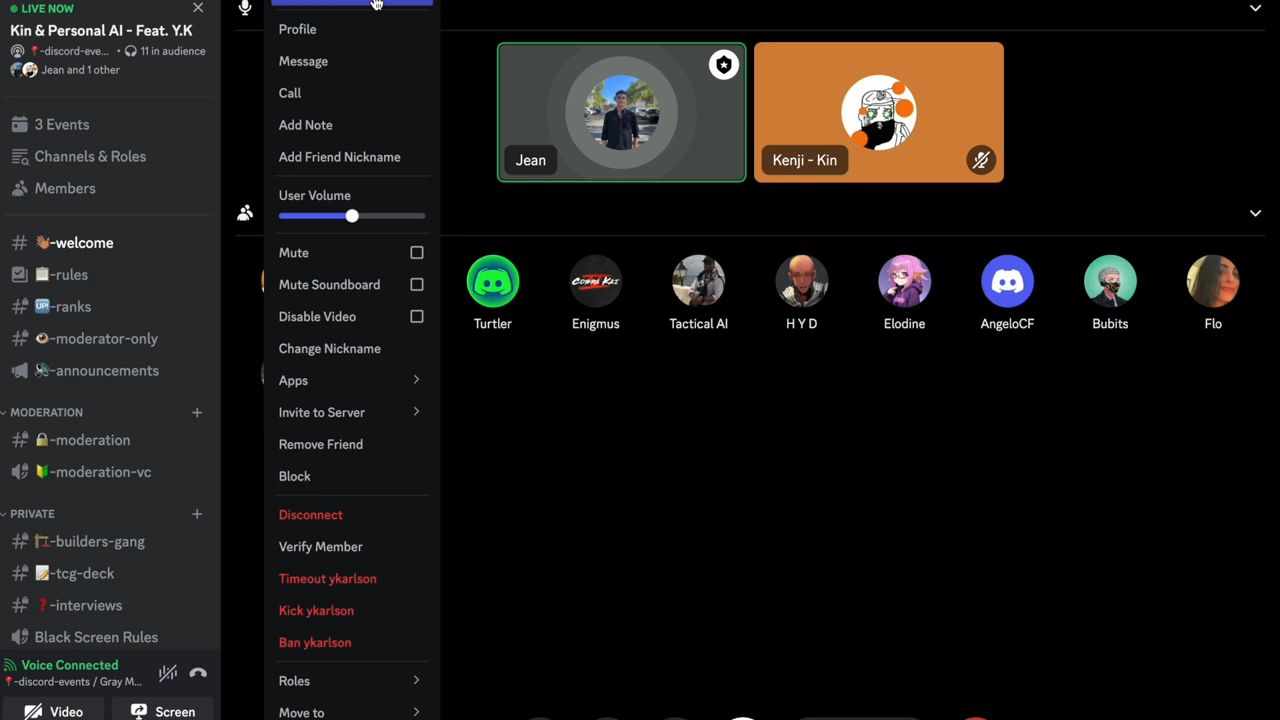 LIVE NOW
Kin & Personal AI - Feat. Y.K
-discord-eve... • 11 in audience
Jean and 1 other
3 Events
Channels & Roles
Members
-welcome
-rules
UP!-ranks
-moderator-only
-announcements
MODERATION
-moderation
-moderation-vc
PRIVATE
-builders-gang
-tcg-deck
-interviews
Black Screen Rules
Voice Connected
-discord-events / Gray M...
Video
Screen
Profile
Message
Call
Add Note
Add Friend Nickname
User Volume
Mute
Mute Soundboard
Disable Video
Change Nickname
Apps
Invite to Server
Remove Friend
Block
Disconnect
Verify Member
Timeout ykarlson
Kick ykarlson
Ban ykarlson
Roles
Move to
Jean
Kenji - Kin
COBRA KAI
Turtler
Enigmus
Tactical AI
H Y D
Elodine
AngeloCF
Bubits
Flo